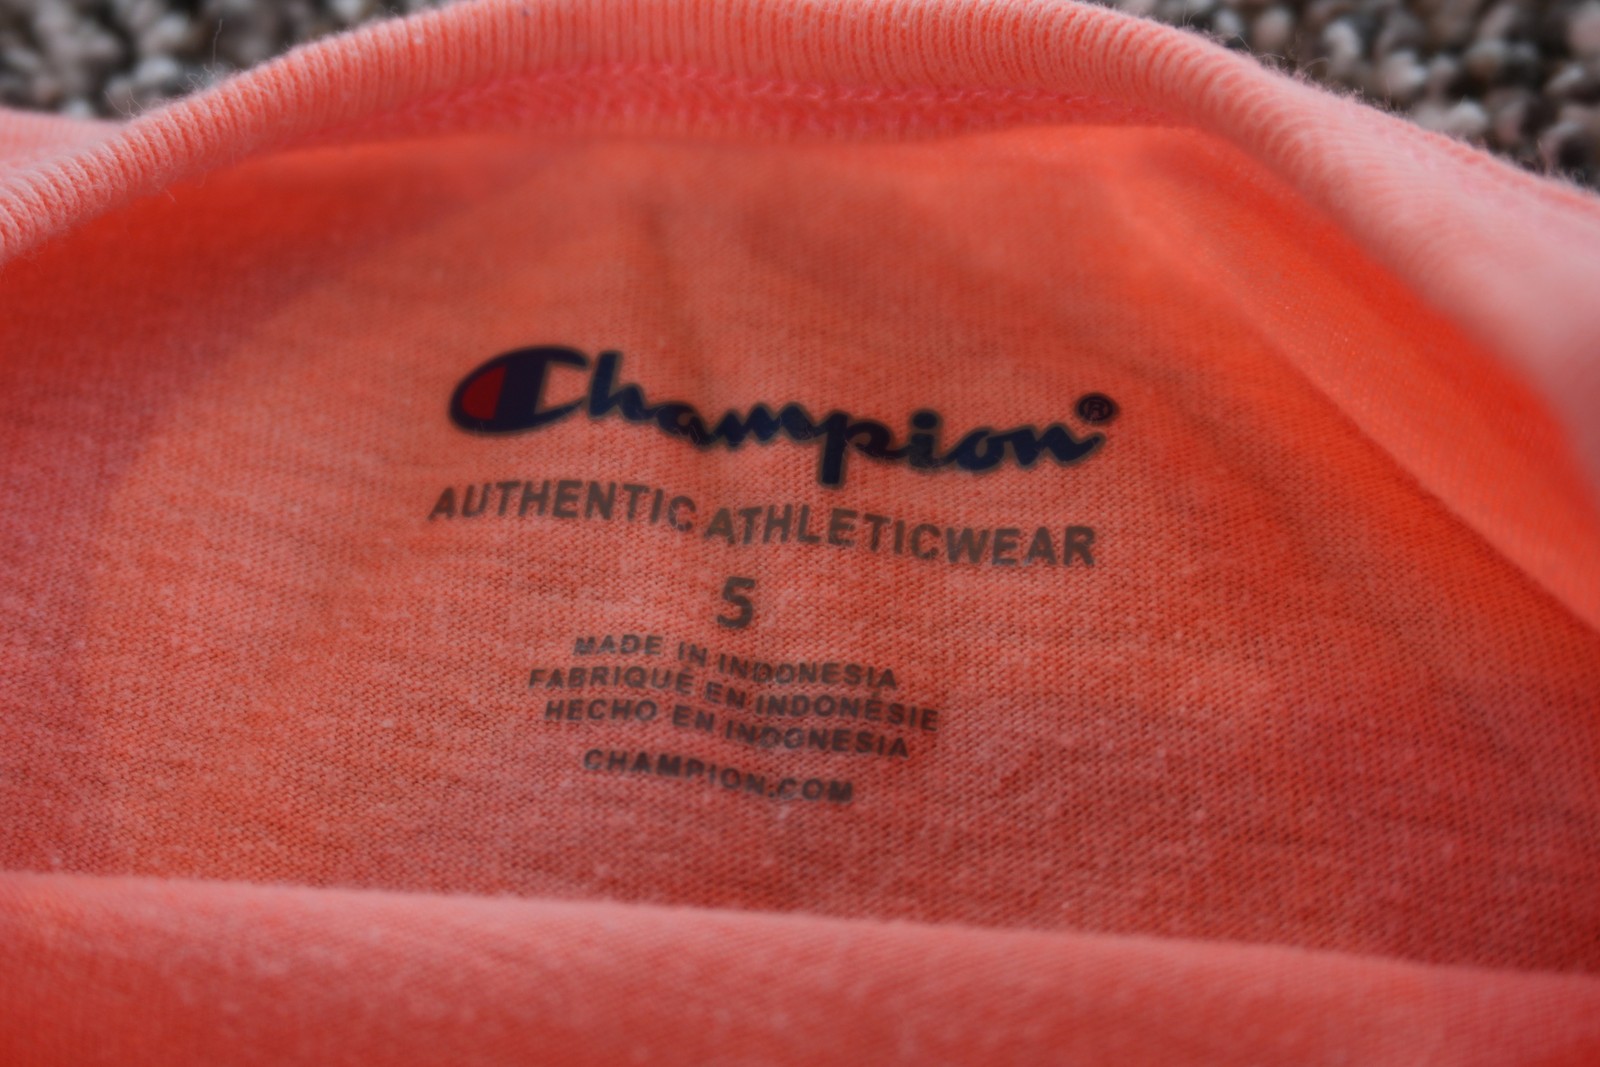 Champion®
AUTHENTIC ATHLETICWEAR
S
MADE IN INDONESIA
FABRIQUÉ EN INDONÉSIE
HECHO EN INDONESIA
CHAMPION.COM